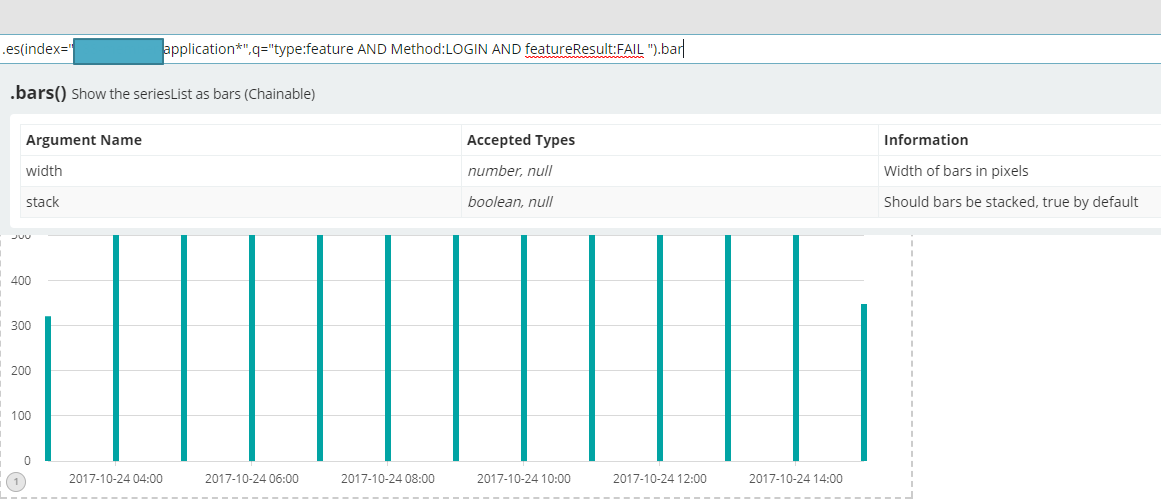 .es(index=" application*",q="type:feature AND Method:LOGIN AND featureResult:FAIL ").bar
.bars() Show the seriesList as bars (Chainable)
Argument Name Accepted Types Information
width number, null Width of bars in pixels
stack boolean, null Should bars be stacked, true by default
500
400
300
200
100
0
2017-10-24 04:00 2017-10-24 06:00 2017-10-24 08:00 2017-10-24 10:00 2017-10-24 12:00 2017-10-24 14:00
1